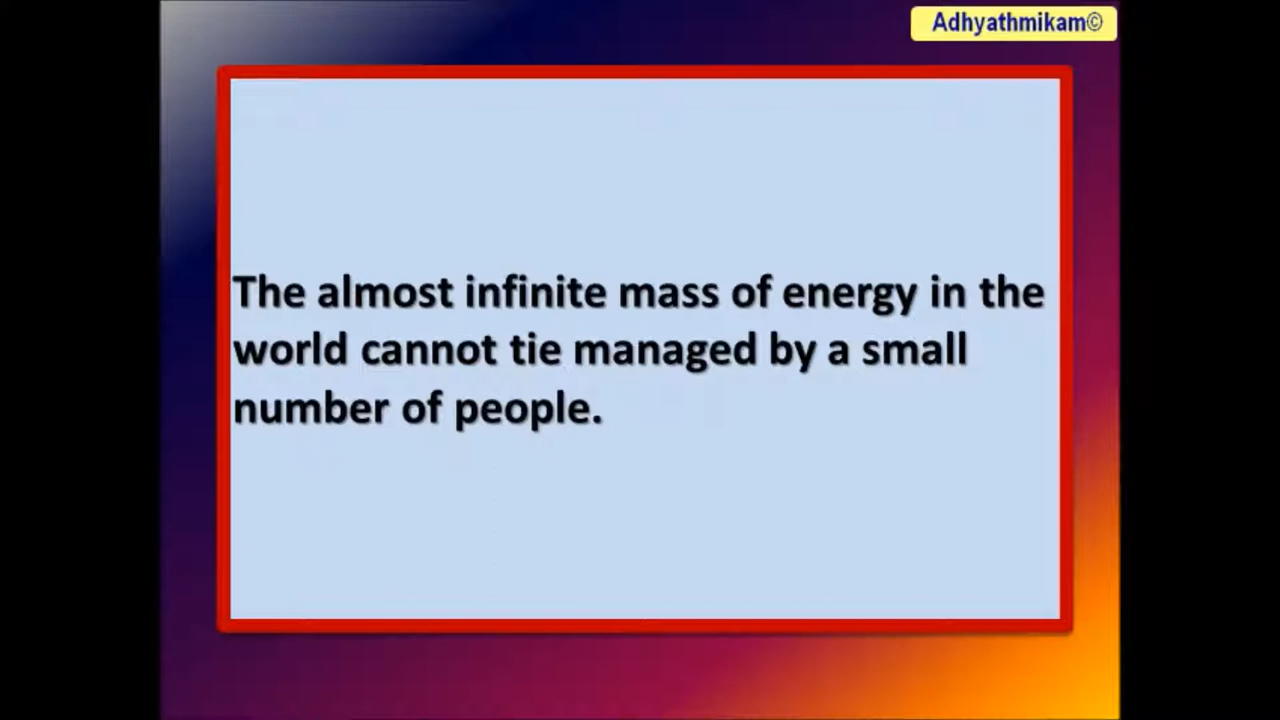 Adhyathmikam©
The almost infinite mass of energy in the
world cannot tie managed by a small
number of people.